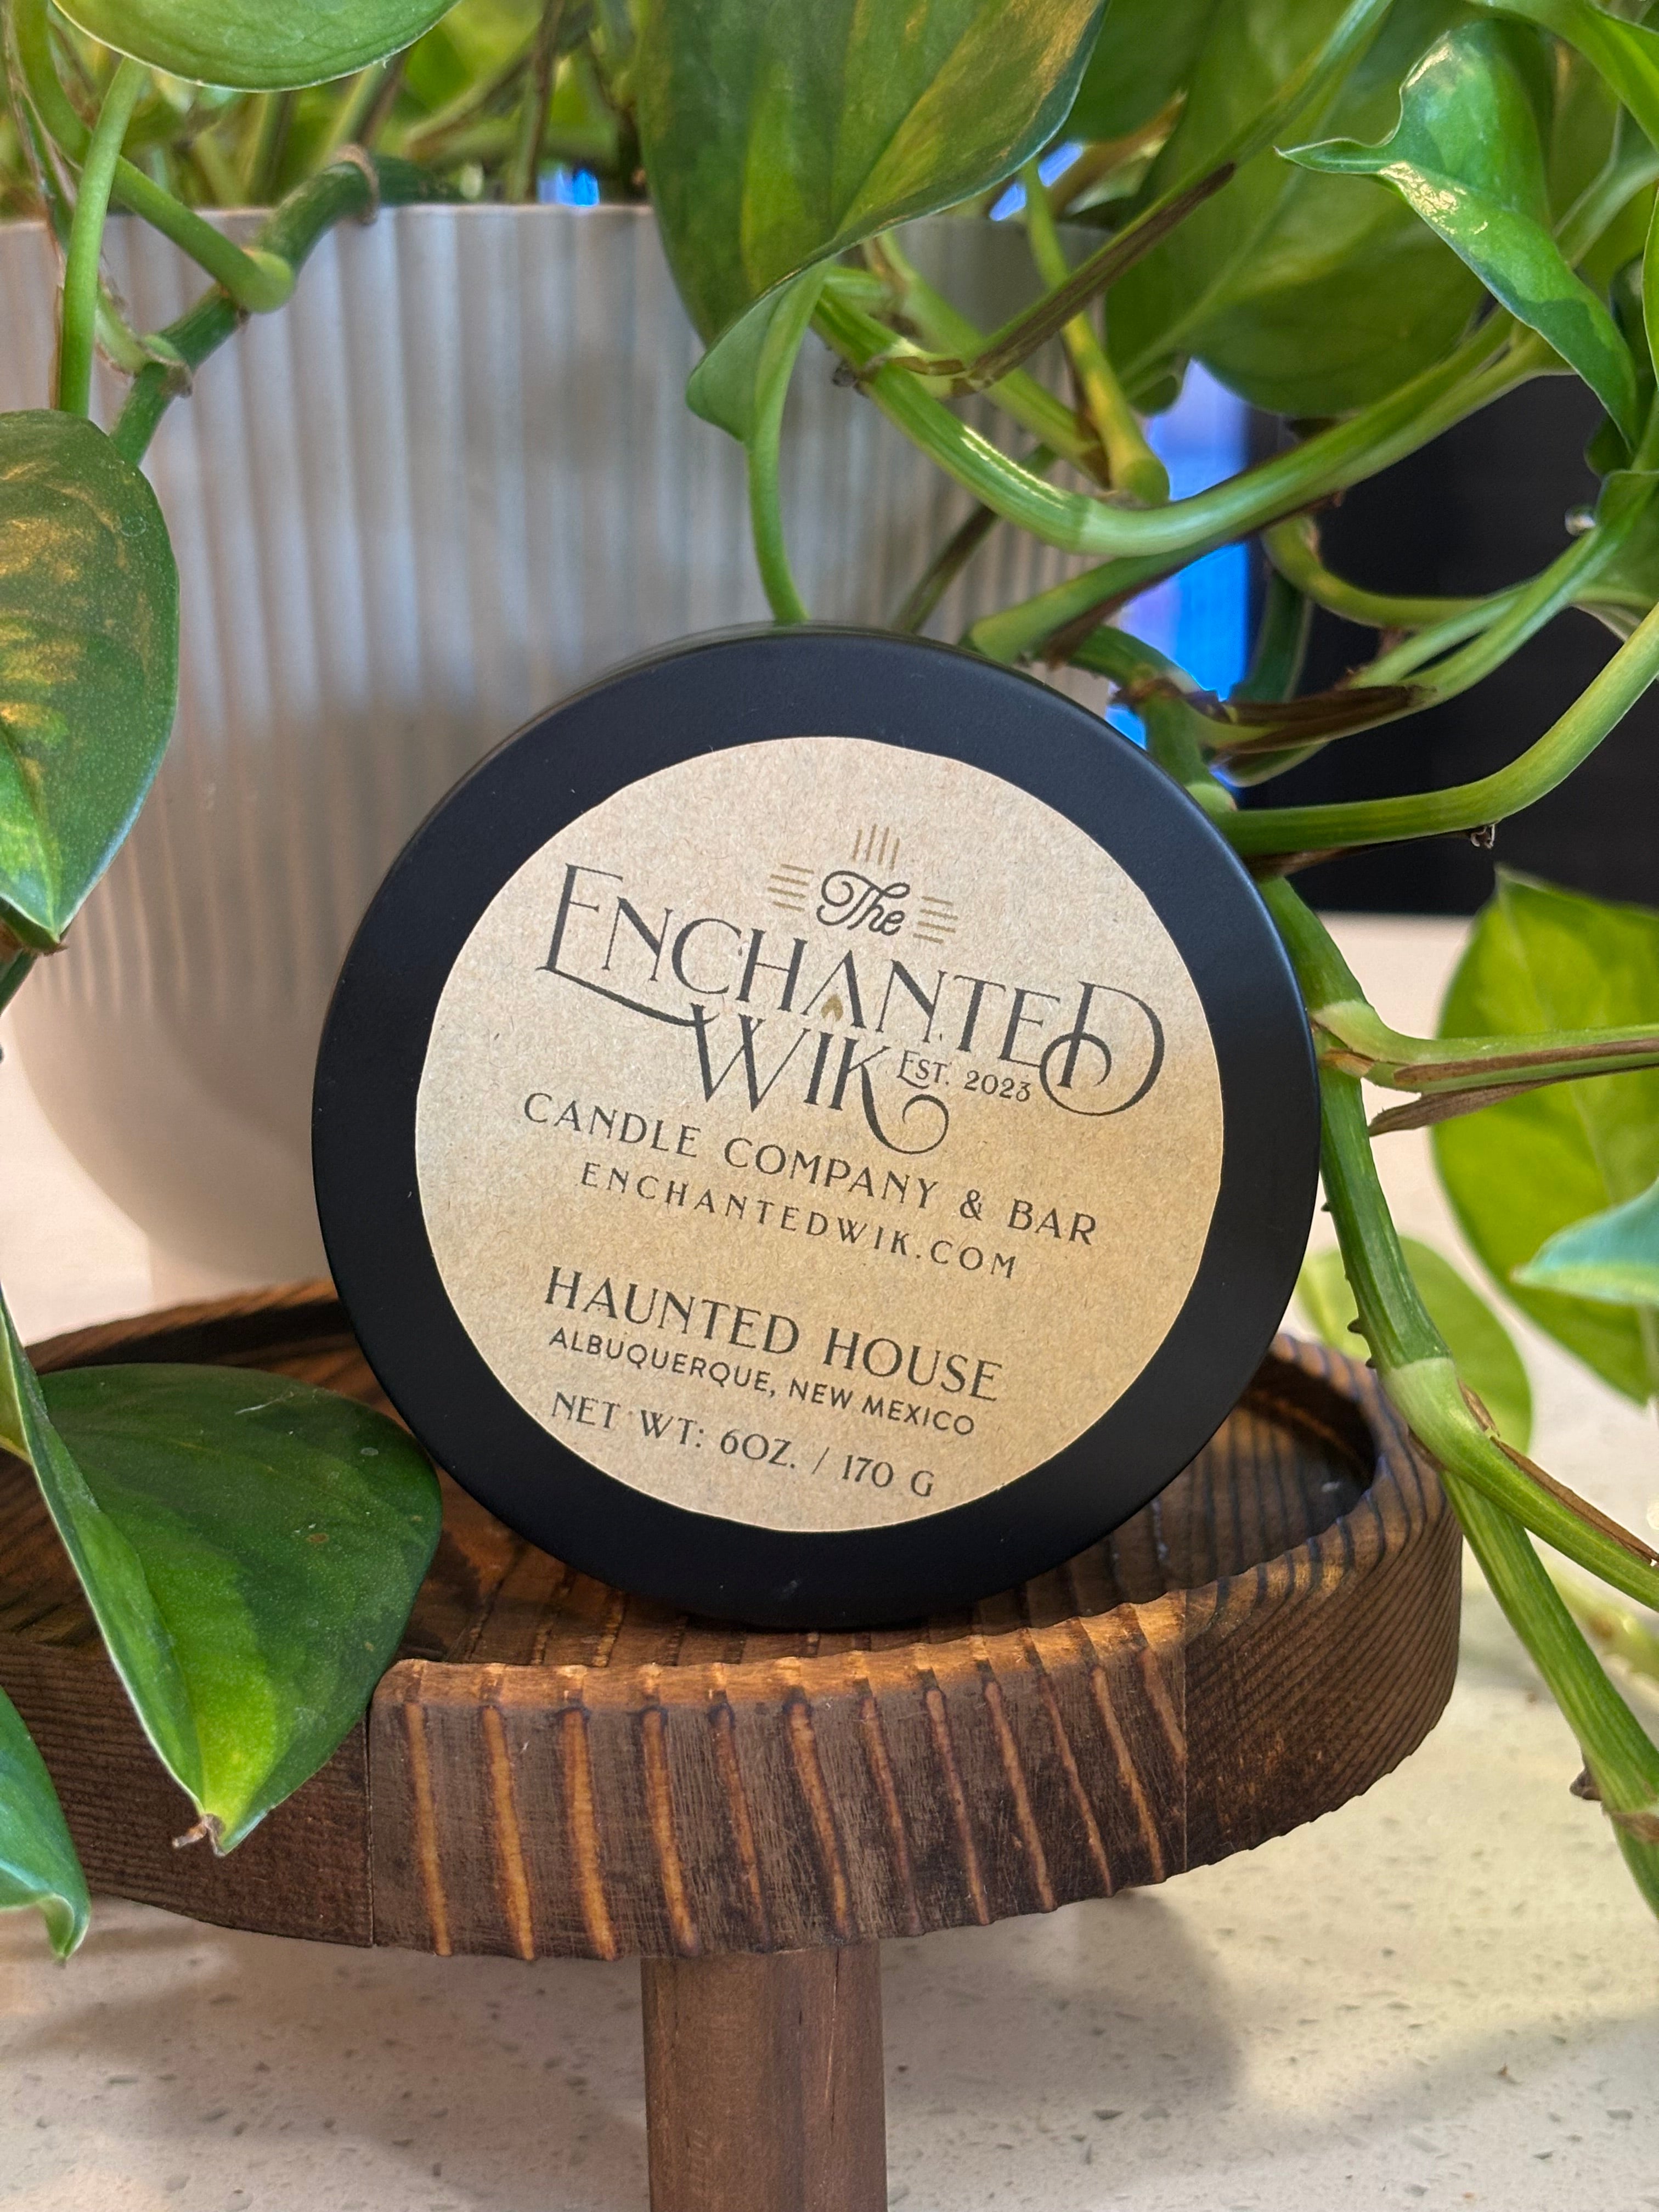 The
ENCHANTED
WIK EST. 2023
CANDLE COMPANY & BAR
ENCHANTEDWIK.COM
HAUNTED HOUSE
ALBUQUERQUE, NEW MEXICO
NET WT: 6OZ. / 170 G